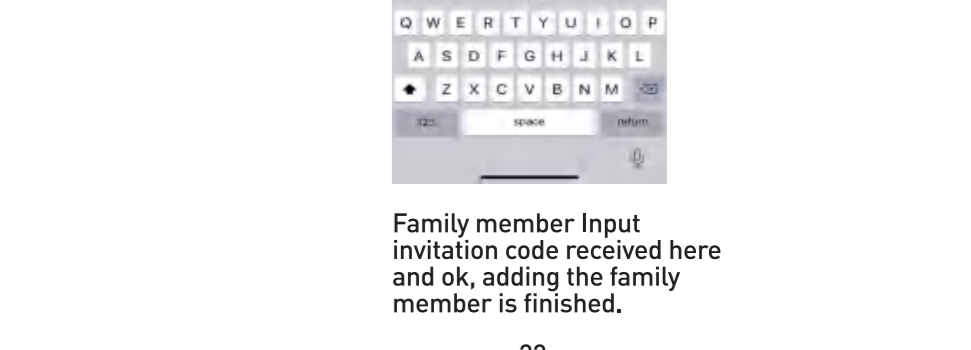 Q W E R T Y U I O P
A S D F G H J K L
Z X C V B N M
123 space return
Family member Input
invitation code received here
and ok, adding the family
member is finished.